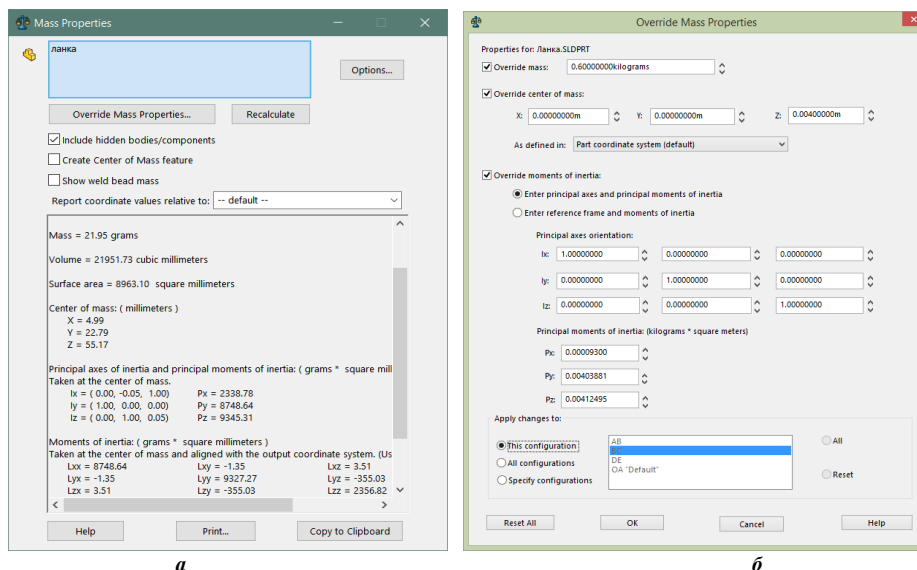 Mass Properties
ланка
Options...
Override Mass Properties...
Recalculate
Include hidden bodies/components
Create Center of Mass feature
Show weld bead mass
Report coordinate values relative to:
-- default --
Mass = 21.95 grams
Volume = 21951.73 cubic millimeters
Surface area = 8963.10 square millimeters
Center of mass: ( millimeters )
X = 4.99
Y = 22.79
Z = 55.17
Principal axes of inertia and principal moments of inertia: ( grams * square mill
Taken at the center of mass.
Ix = ( 0.00, -0.05, 1.00) Px = 2338.78
Iy = ( 1.00, 0.00, 0.00) Py = 8748.64
Iz = ( 0.00, 1.00, 0.05) Pz = 9345.31
Moments of inertia: ( grams * square millimeters )
Taken at the center of mass and aligned with the output coordinate system. (Us
Lxx = 8748.64 Lxy = -1.35 Lxz = 3.51
Lyx = -1.35 Lyy = 9327.27 Lyz = -355.03
Lzx = 3.51 Lzy = -355.03 Lzz = 2356.82
Help
Print...
Copy to Clipboard
а
Override Mass Properties
Properties for: Ланка.SLDPRT
Override mass: 0.60000000kilograms
Override center of mass:
X: 0.00000000m Y: 0.00000000m Z: 0.00400000m
As defined in: Part coordinate system (default)
Override moments of inertia:
Enter principal axes and principal moments of inertia
Enter reference frame and moments of inertia
Principal axes orientation:
Ix: 1.00000000 0.00000000 0.00000000
Iy: 0.00000000 1.00000000 0.00000000
Iz: 0.00000000 0.00000000 1.00000000
Principal moments of inertia: (kilograms * square meters)
Px: 0.00009300
Py: 0.00403881
Pz: 0.00412495
Apply changes to:
This configuration
All configurations
Specify configurations
AB
BC
DE
OA "Default"
All
Reset
Reset All
OK
Cancel
Help
б